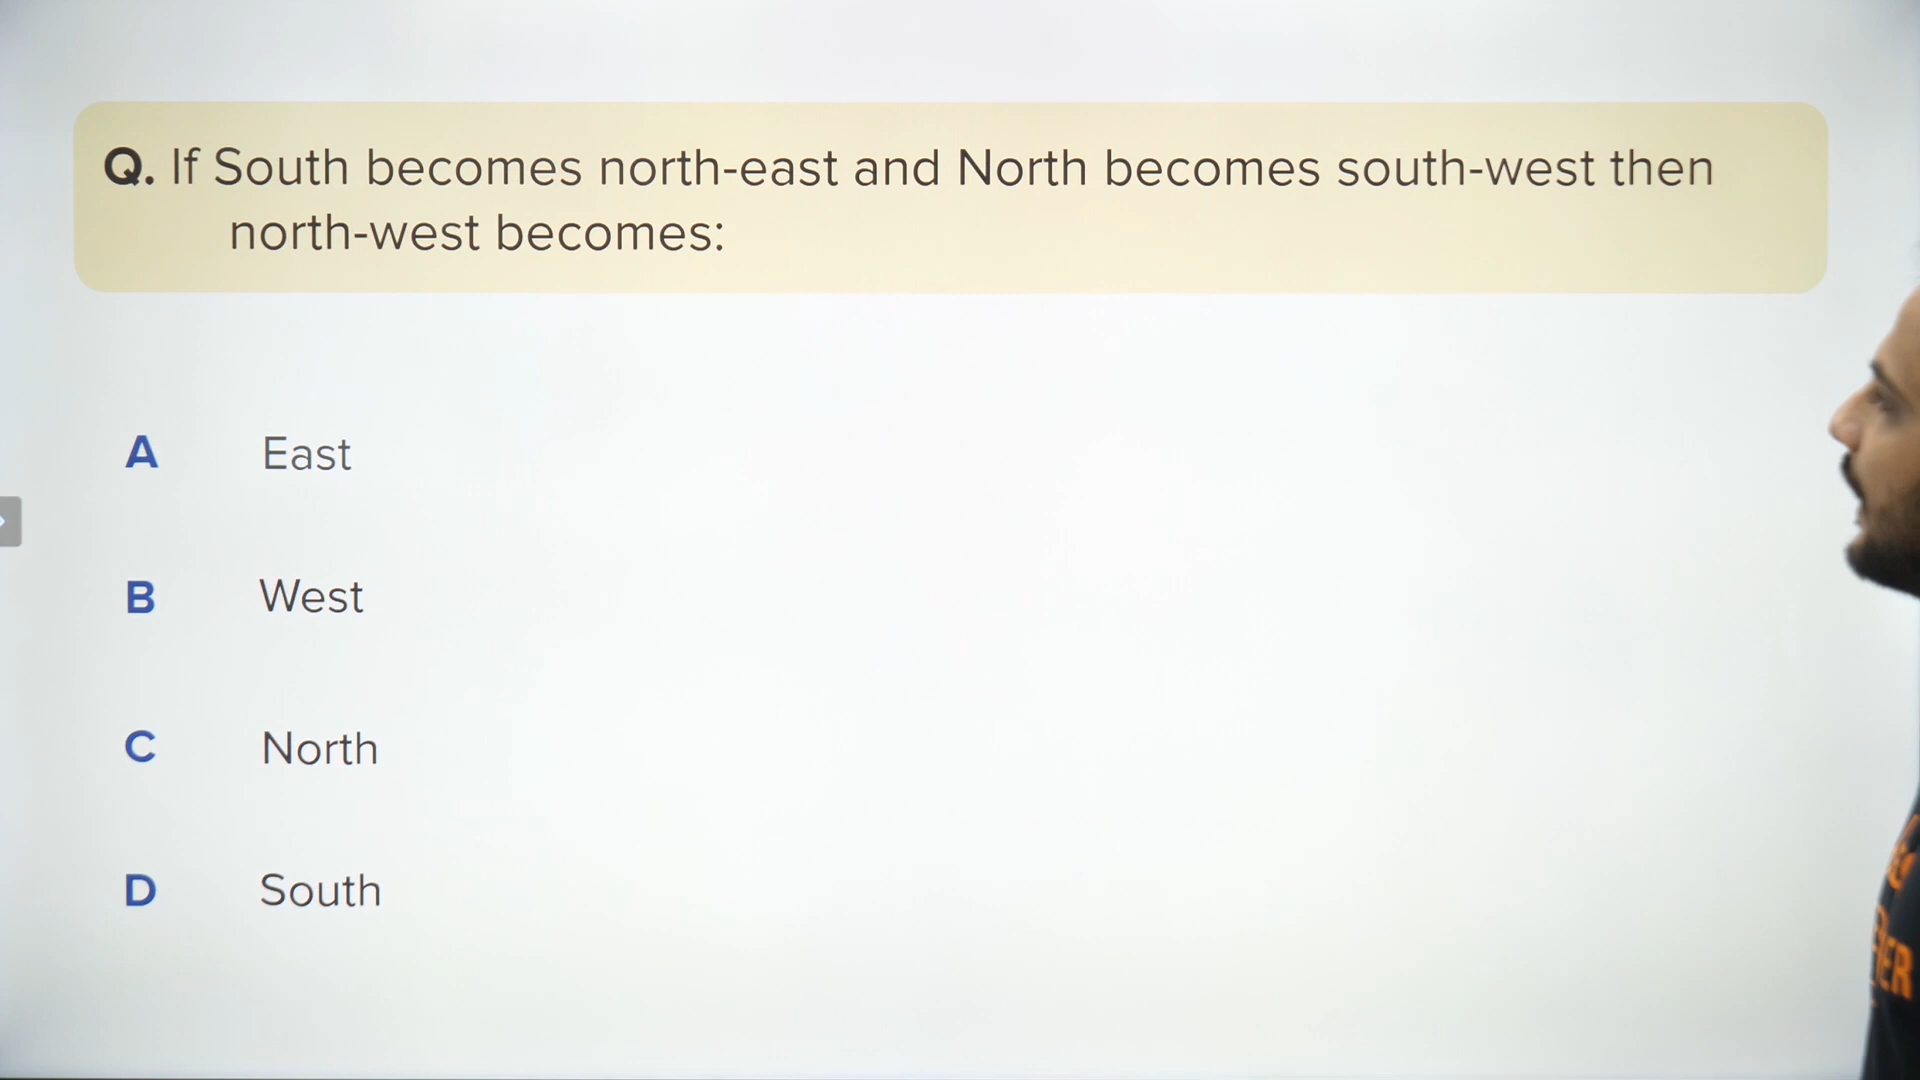 Q. If South becomes north-east and North becomes south-west then
north-west becomes:
A East
B West
C North
D South